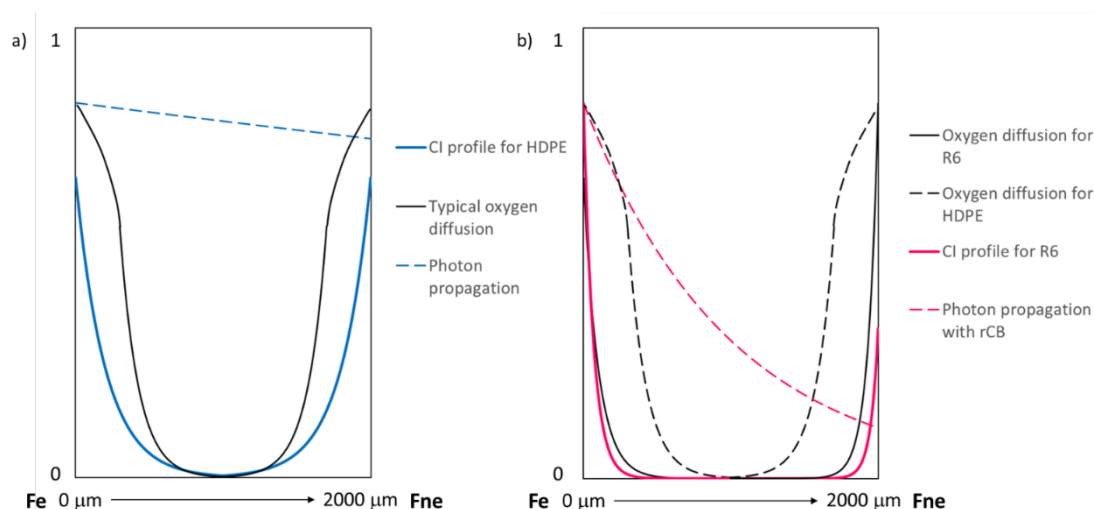 a)
1
CI profile for HDPE
Typical oxygen
diffusion
Photon
propagation
0
Fe 0 μm 2000 μm Fne
b)
1
Oxygen diffusion for
R6
Oxygen diffusion for
HDPE
CI profile for R6
Photon propagation
with rCB
0
Fe 0 μm 2000 μm Fne